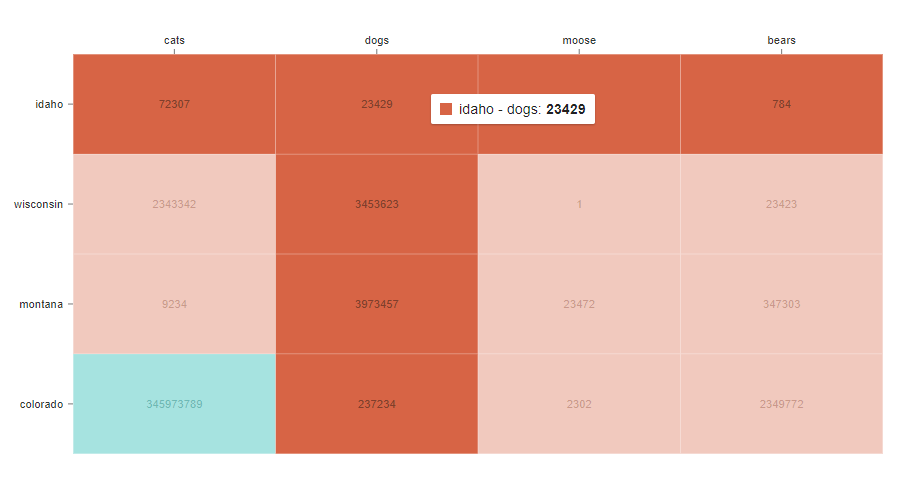 cats dogs moose bears
idaho 72307 23429 784
idaho - dogs: 23429
wisconsin 2343342 3453623 1 23423
montana 9234 3973457 23472 347303
colorado 345973789 237234 2302 2349772